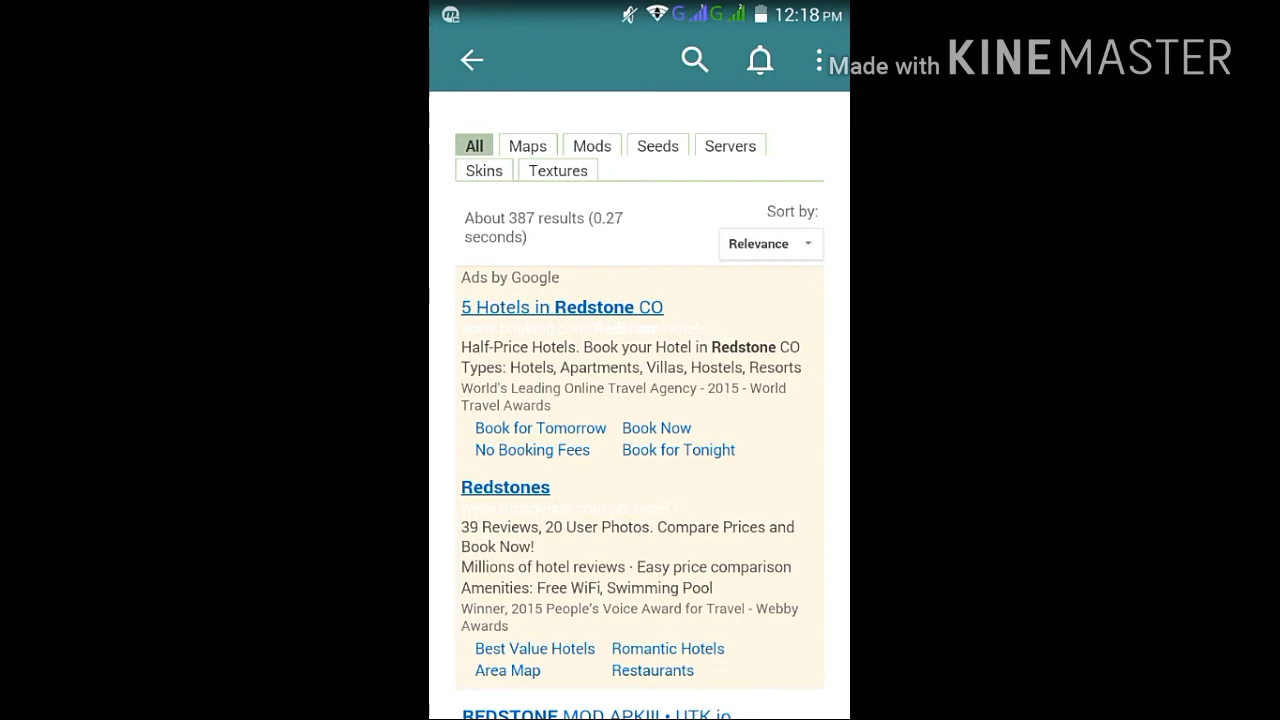 12:18 PM
Made with KINEMASTER
All Maps Mods Seeds Servers
Skins Textures
About 387 results (0.27
seconds)
Sort by:
Relevance
Ads by Google
5 Hotels in Redstone CO
Half-Price Hotels. Book your Hotel in Redstone CO
Types: Hotels, Apartments, Villas, Hostels, Resorts
World's Leading Online Travel Agency - 2015 - World
Travel Awards
Book for Tomorrow Book Now
No Booking Fees Book for Tonight
Redstones
39 Reviews, 20 User Photos. Compare Prices and
Book Now!
Millions of hotel reviews · Easy price comparison
Amenities: Free WiFi, Swimming Pool
Winner, 2015 People's Voice Award for Travel - Webby
Awards
Best Value Hotels Romantic Hotels
Area Map Restaurants
REDSTONE MOD APK!!! • UTK.io